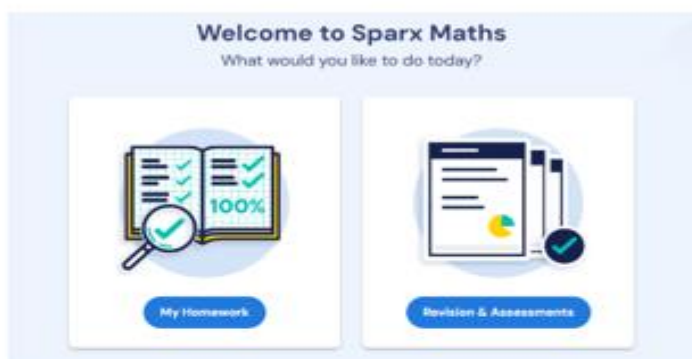 Welcome to Sparx Maths
What would you like to do today?
100%
My Homework
Revision & Assessments